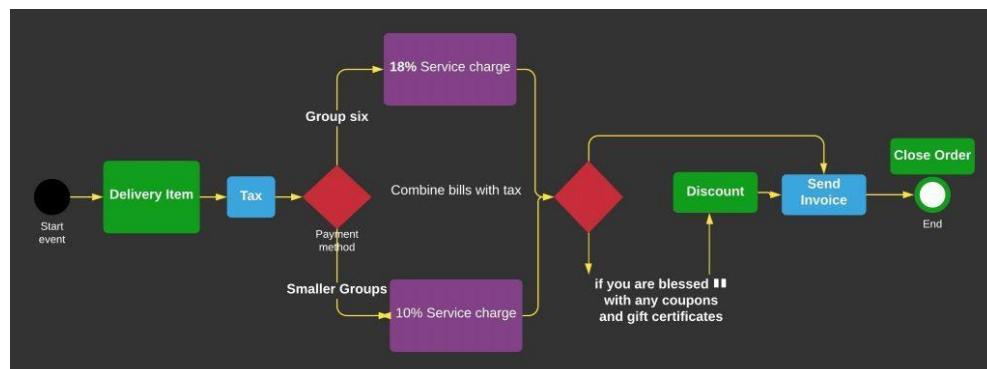 18% Service charge
Group six
Close Order
Delivery Item
Tax
Combine bills with tax
Discount
Send
Invoice
Start
event
Payment
method
End
Smaller Groups
10% Service charge
if you are blessed
with any coupons
and gift certificates